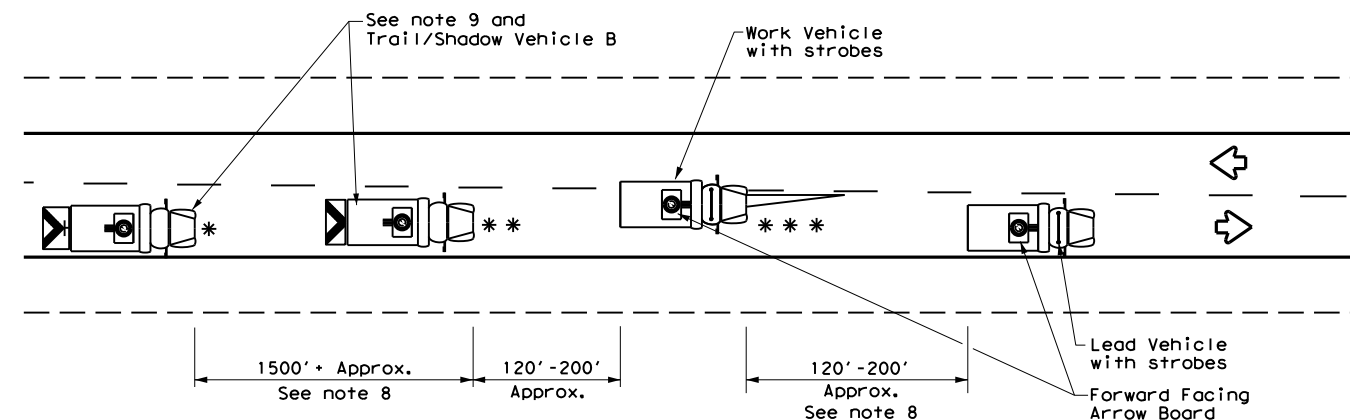 See note 9 and
Trail/Shadow Vehicle B
Work Vehicle
with strobes
*
* *
* * *
1500'+ Approx.
See note 8
120'-200'
Approx.
120'-200'
Approx.
See note 8
Lead Vehicle
with strobes
Forward Facing
Arrow Board